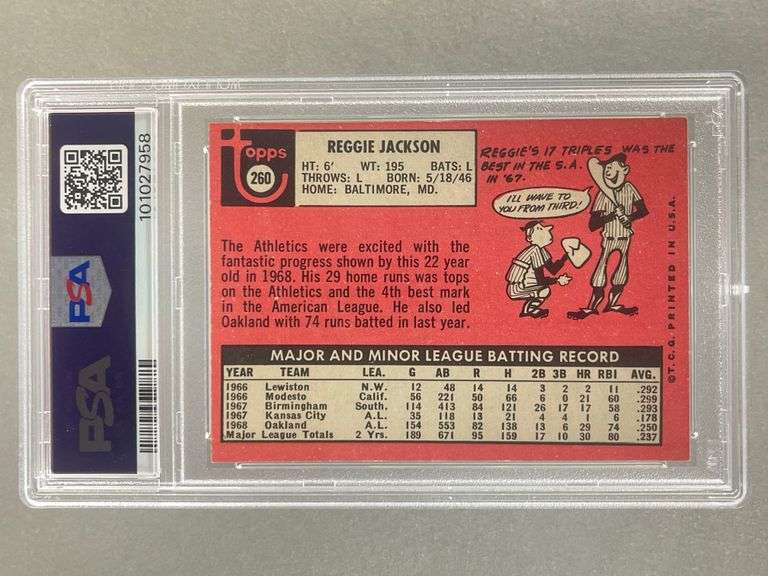 101027958
PSA
PSA
Topps
260
REGGIE JACKSON
HT: 6' WT: 195 BATS: L
THROWS: L BORN: 5/18/46
HOME: BALTIMORE, MD.
REGGIE'S 17 TRIPLES WAS THE
BEST IN THE S.A.
IN '67.
I'LL WAVE TO
YOU FROM THIRD!
The Athletics were excited with the
fantastic progress shown by this 22 year
old in 1968. His 29 home runs was tops
on the Athletics and the 4th best mark
in the American League. He also led
Oakland with 74 runs batted in last year.
MAJOR AND MINOR LEAGUE BATTING RECORD
YEAR TEAM LEA. G AB R H 2B 3B HR RBI AVG.
1966 Lewiston N.W. 12 48 14 14 3 2 2 11 .292
1966 Modesto Calif. 56 221 50 66 6 0 21 60 .299
1967 Birmingham South. 114 413 84 121 26 17 17 58 .293
1967 Kansas City A.L. 35 118 13 21 4 4 1 6 .178
1968 Oakland A.L. 154 553 82 138 13 6 29 74 .250
Major League Totals 2 Yrs. 189 671 95 159 17 10 30 80 .237
©T.C.G. PRINTED IN U.S.A.